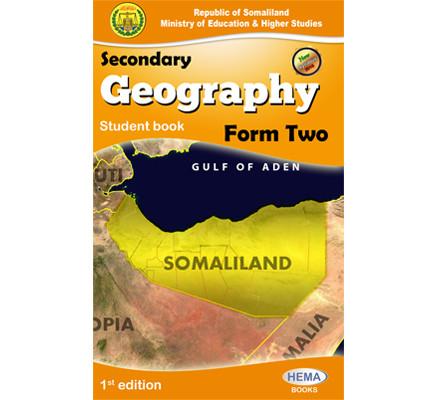 Republic of Somaliland
Ministry of Education & Higher Studies
Secondary
New
Geography
Student book
Form Two
GULF OF ADEN
UTI
SOMALILAND
OPIA
MALIA
1st edition
HEMA
BOOKS